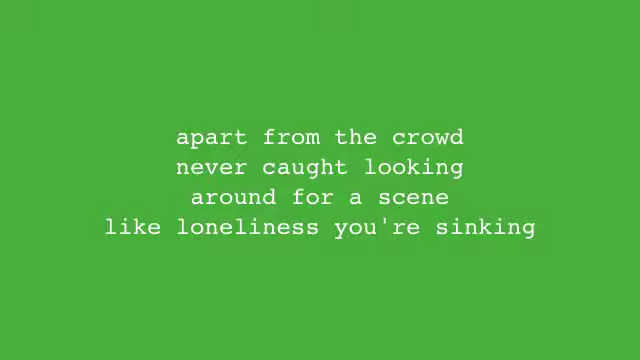 apart from the crowd
never caught looking
around for a scene
like loneliness you're sinking